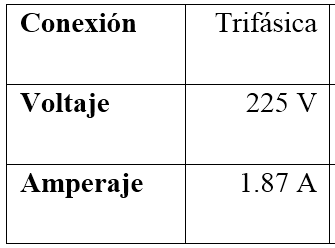 Conexión Trifásica
Voltaje 225 V
Amperaje 1.87 A